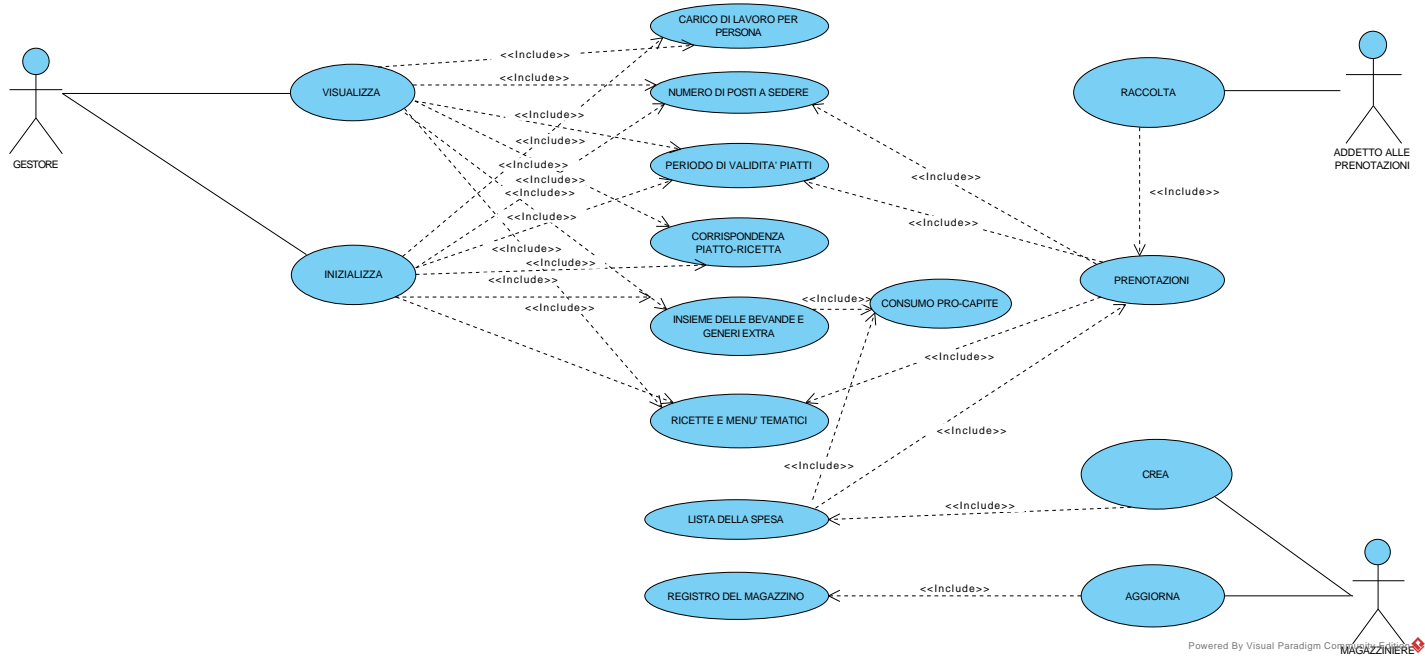 CARICO DI LAVORO PER
PERSONA
<<Include>>
VISUALIZZA
<<Include>>
NUMERO DI POSTI A SEDERE
RACCOLTA
GESTORE
<<Include>>
<<Include>>
ADDETTO ALLE
PRENOTAZIONI
<<Include>>
PERIODO DI VALIDITA' PIATTI
<<Include>>
<<Include>>
<<Include>>
<<Include>>
<<Include>>
<<Include>>
CORRISPONDENZA
PIATTO-RICETTA
<<Include>>
<<Include>>
INIZIALIZZA
<<Include>>
<<Include>>
PRENOTAZIONI
<<Include>>
CONSUMO PRO-CAPITE
<<Include>>
INSIEME DELLE BEVANDE E
GENERI EXTRA
<<Include>>
RICETTE E MENU' TEMATICI
<<Include>>
<<Include>>
CREA
<<Include>>
LISTA DELLA SPESA
<<Include>>
REGISTRO DEL MAGAZZINO
AGGIORNA
Powered By Visual Paradigm Community Edition
MAGAZZINIERE